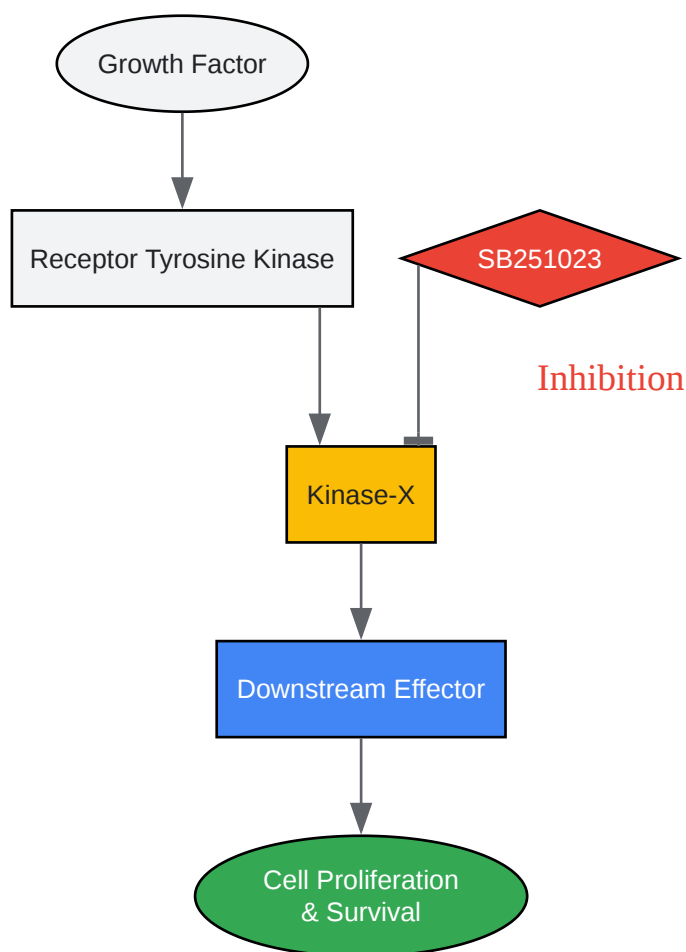 Growth Factor
Receptor Tyrosine Kinase
SB251023
Inhibition
Kinase-X
Downstream Effector
Cell Proliferation
& Survival